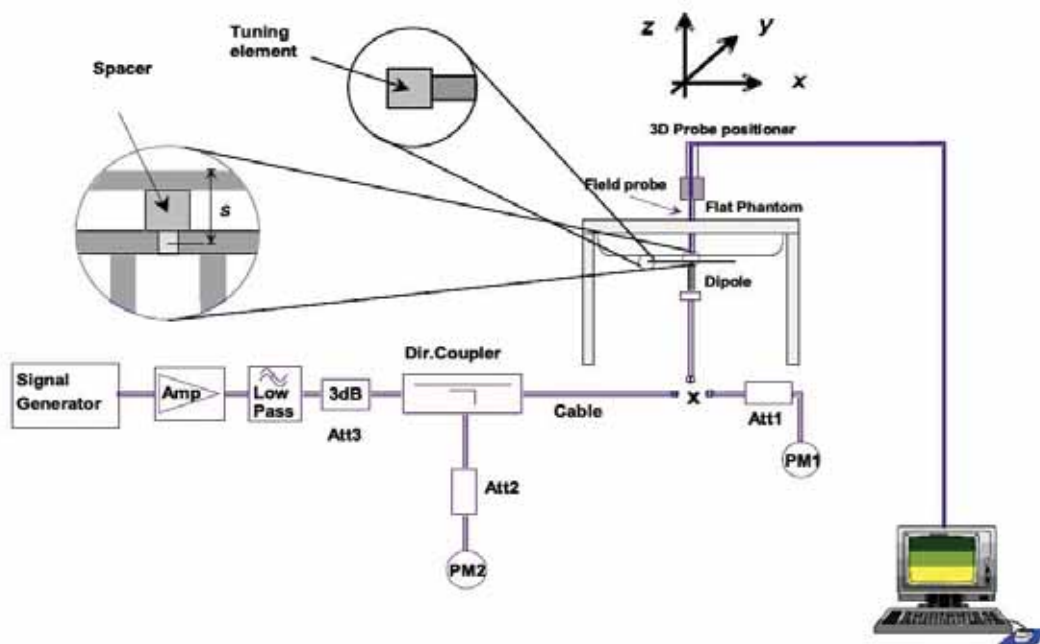 Tuning
element
Spacer
s
z
y
x
3D Probe positioner
Field probe
Flat Phantom
Dipole
Dir.Coupler
Signal
Generator
Amp
Low
Pass
3dB
Att3
Cable
x
Att1
PM1
Att2
PM2